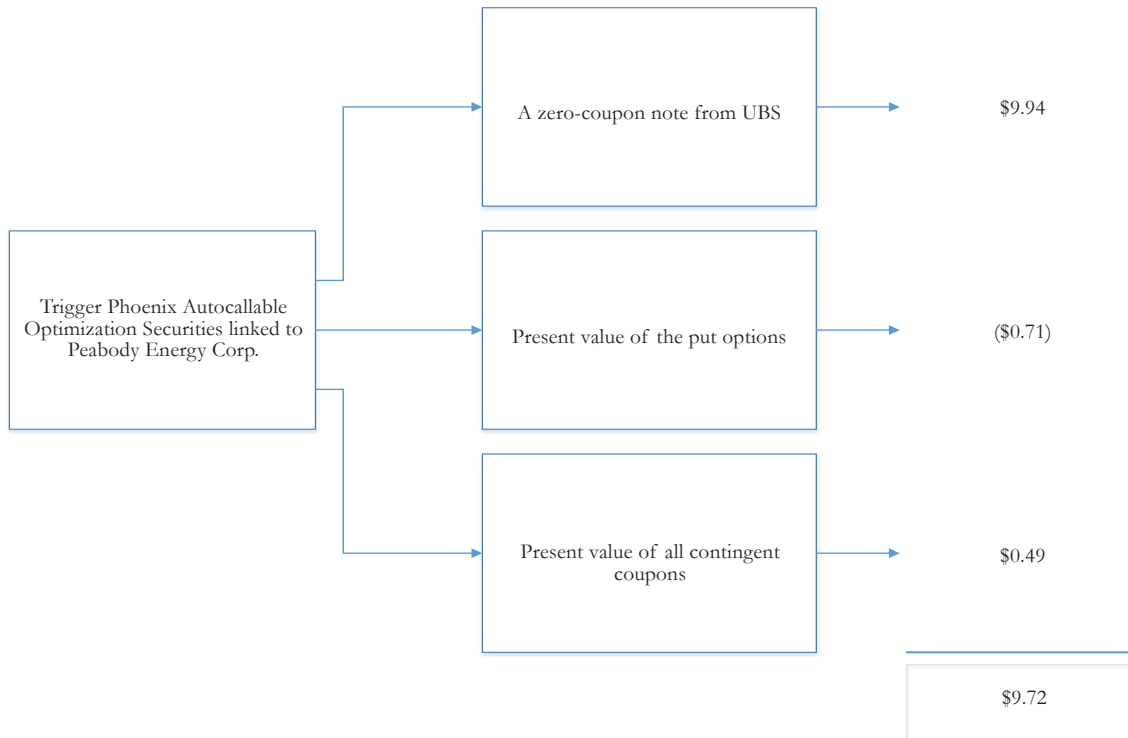 A zero-coupon note from UBS
$9.94
Trigger Phoenix Autocallable
Optimization Securities linked to
Peabody Energy Corp.
Present value of the put options
($0.71)
Present value of all contingent
coupons
$0.49
$9.72